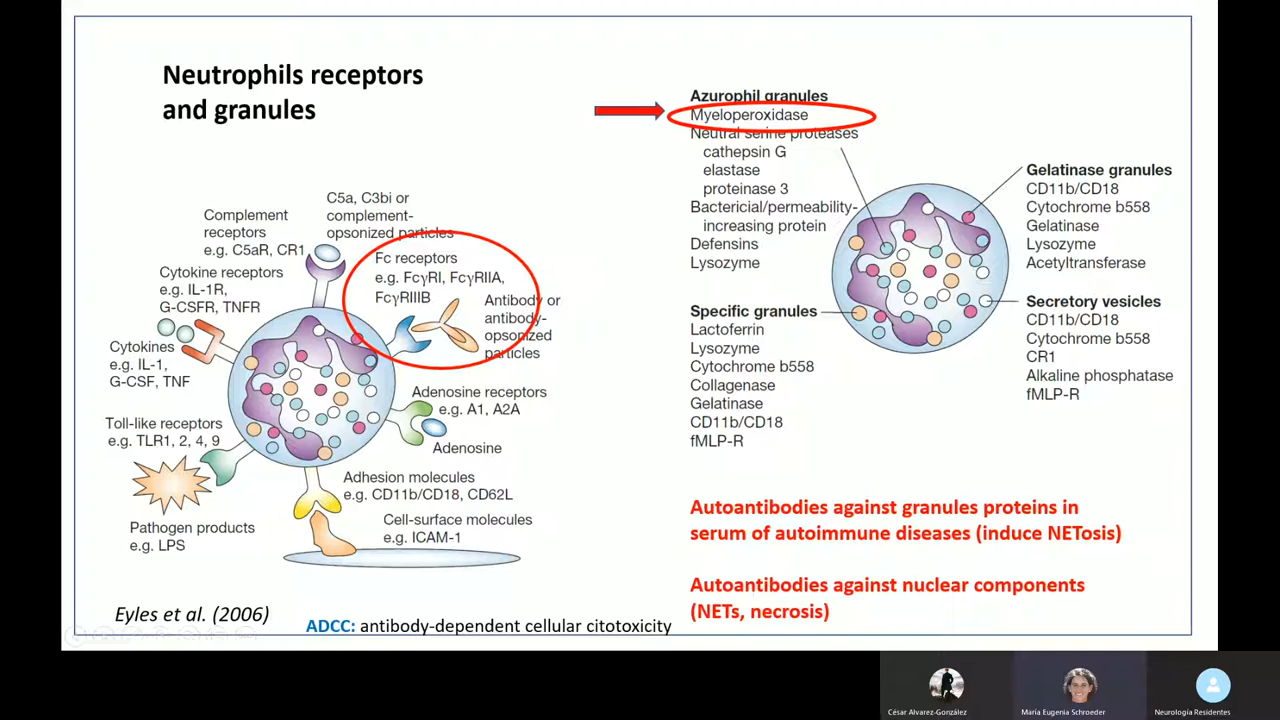 Neutrophils receptors
and granules
C5a, C3bi or
complement-
opsonized particles
Complement
receptors
e.g. C5aR, CR1
Fc receptors
e.g. FcγRI, FcγRIIA,
FcγRIIIB
Cytokine receptors
e.g. IL-1R,
G-CSFR, TNFR
Antibody or
antibody-
opsonized
particles
Cytokines
e.g. IL-1,
G-CSF, TNF
Adenosine receptors
e.g. A1, A2A
Adenosine
Toll-like receptors
e.g. TLR1, 2, 4, 9
Adhesion molecules
e.g. CD11b/CD18, CD62L
Pathogen products
e.g. LPS
Cell-surface molecules
e.g. ICAM-1
Eyles et al. (2006)
ADCC: antibody-dependent cellular citotoxicity
Azurophil granules
Myeloperoxidase
Neutral serine proteases
cathepsin G
elastase
proteinase 3
Bactericial/permeability-
increasing protein
Defensins
Lysozyme
Specific granules
Lactoferrin
Lysozyme
Cytochrome b558
Collagenase
Gelatinase
CD11b/CD18
fMLP-R
Gelatinase granules
CD11b/CD18
Cytochrome b558
Gelatinase
Lysozyme
Acetyltransferase
Secretory vesicles
CD11b/CD18
Cytochrome b558
CR1
Alkaline phosphatase
fMLP-R
Autoantibodies against granules proteins in
serum of autoimmune diseases (induce NETosis)
Autoantibodies against nuclear components
(NETs, necrosis)
César Alvarez-González
María Eugenia Schroeder
Neurología Residentes